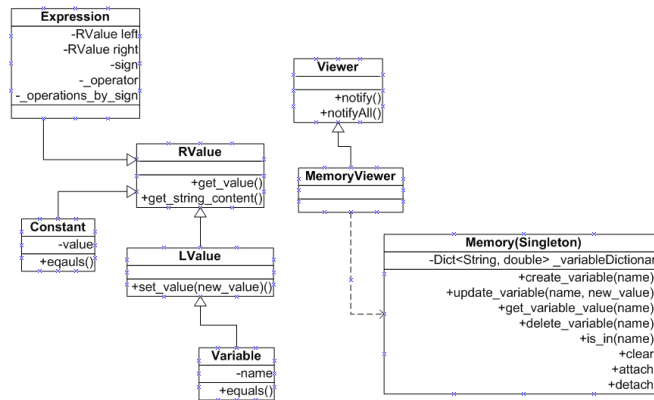 Expression
-RValue left
-RValue right
-sign
-_operator
-_operations_by_sign
Viewer
+notify()
+notifyAll()
RValue
+get_value()
+get_string_content()
MemoryViewer
Constant
-value
+eqauls()
LValue
+set_value(new_value)()
Memory(Singleton)
-Dict<String, double> _variableDictionar
+create_variable(name)
+update_variable(name, new_value)
+get_variable_value(name)
+delete_variable(name)
+is_in(name)
+clear
+attach
+detach
Variable
-name
+equals()